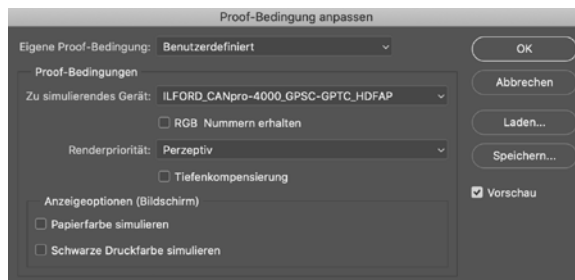 Proof-Bedingung anpassen
Eigene Proof-Bedingung: Benutzerdefiniert
OK
Proof-Bedingungen
Abbrechen
Zu simulierendes Gerät: ILFORD_CANpro-4000_GPSC-GPTC_HDFAP
RGB Nummern erhalten
Laden...
Renderpriorität: Perzeptiv
Speichern...
Tiefenkompensierung
Vorschau
Anzeigeoptionen (Bildschirm)
Papierfarbe simulieren
Schwarze Druckfarbe simulieren